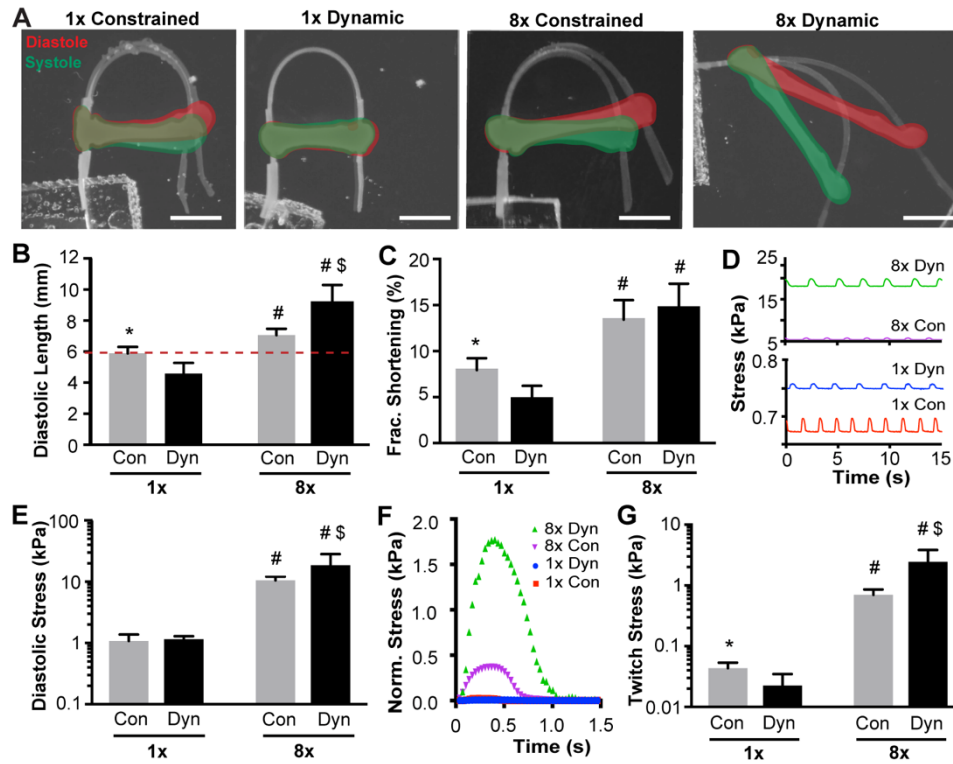 A
1x Constrained
1x Dynamic
8x Constrained
8x Dynamic
Diastole
Systole
B
Diastolic Length (mm)
12
10
8
6
4
2
0
*
#
# $
Con Dyn Con Dyn
1x 8x
C
Frac. Shortening (%)
20
15
10
5
0
*
#
#
Con Dyn Con Dyn
1x 8x
D
Stress (kPa)
25
15
5
0.8
0.7
8x Dyn
8x Con
1x Dyn
1x Con
0 5 10 15
Time (s)
E
Diastolic Stress (kPa)
100
10
1
0.1
#
# $
Con Dyn Con Dyn
1x 8x
F
Norm. Stress (kPa)
2.0
1.5
1.0
0.5
0.0
8x Dyn
8x Con
1x Dyn
1x Con
0 0.5 1.0 1.5
Time (s)
G
Twitch Stress (kPa)
10
1
0.1
0.01
*
#
# $
Con Dyn Con Dyn
1x 8x